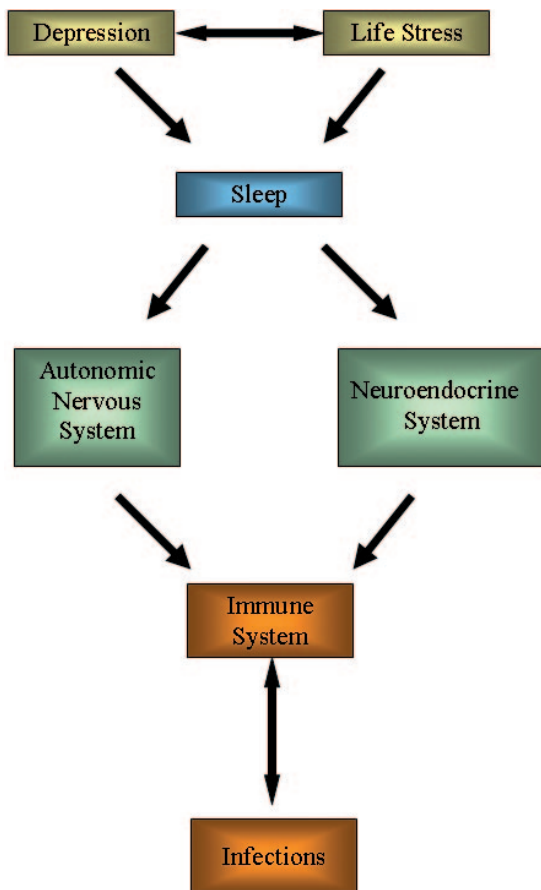 Depression
Life Stress
Sleep
Autonomic
Nervous
System
Neuroendocrine
System
Immune
System
Infections